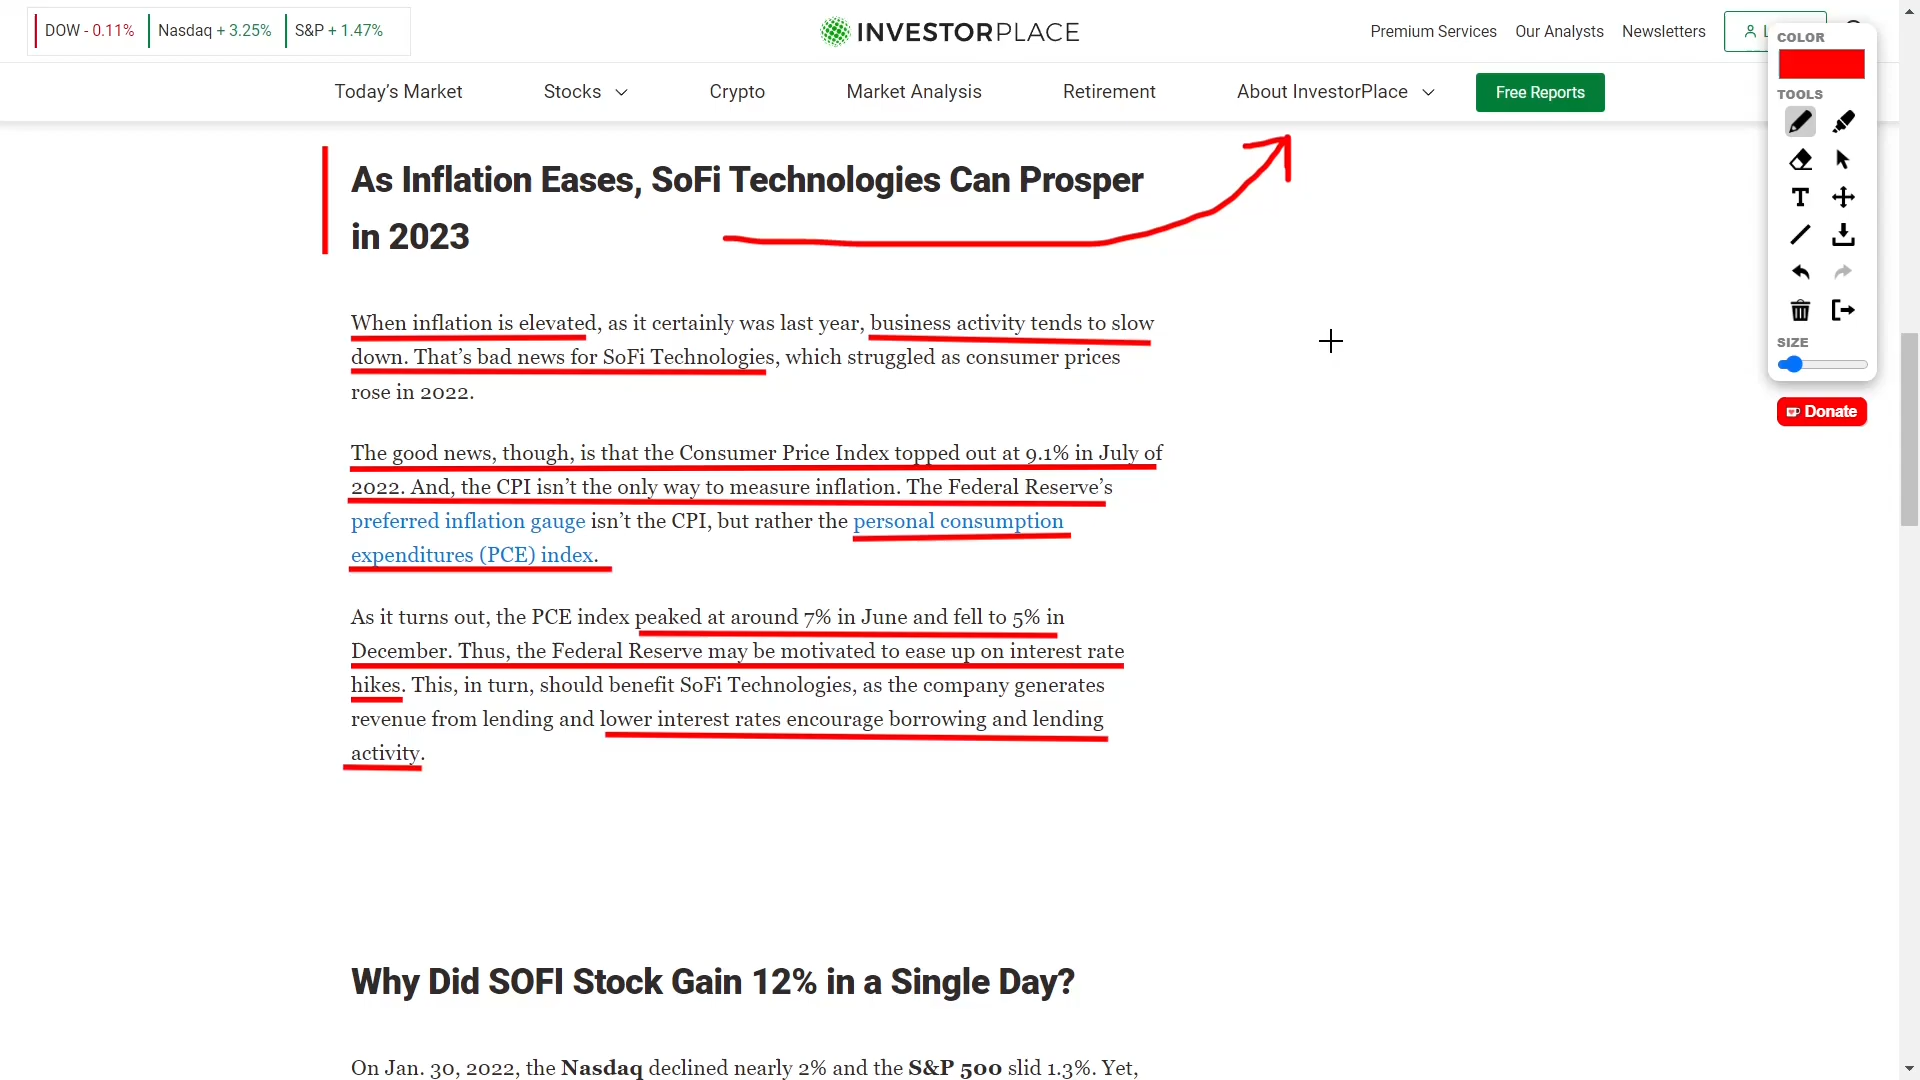 DOW - 0.11% Nasdaq + 3.25% S&P + 1.47%
INVESTORPLACE
Premium Services Our Analysts Newsletters
Today’s Market Stocks Crypto Market Analysis Retirement About InvestorPlace Free Reports
COLOR
TOOLS
SIZE
Donate
As Inflation Eases, SoFi Technologies Can Prosper
in 2023
When inflation is elevated, as it certainly was last year, business activity tends to slow
down. That’s bad news for SoFi Technologies, which struggled as consumer prices
rose in 2022.
The good news, though, is that the Consumer Price Index topped out at 9.1% in July of
2022. And, the CPI isn’t the only way to measure inflation. The Federal Reserve’s
preferred inflation gauge isn’t the CPI, but rather the personal consumption
expenditures (PCE) index.
As it turns out, the PCE index peaked at around 7% in June and fell to 5% in
December. Thus, the Federal Reserve may be motivated to ease up on interest rate
hikes. This, in turn, should benefit SoFi Technologies, as the company generates
revenue from lending and lower interest rates encourage borrowing and lending
activity.
Why Did SOFI Stock Gain 12% in a Single Day?
On Jan. 30, 2022, the Nasdaq declined nearly 2% and the S&P 500 slid 1.3%. Yet,